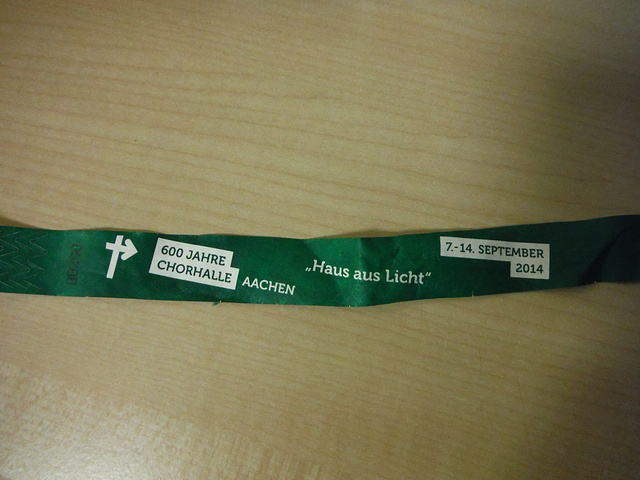 600 JAHRE
CHORHALLE AACHEN
„Haus aus Licht“
7.-14. SEPTEMBER
2014